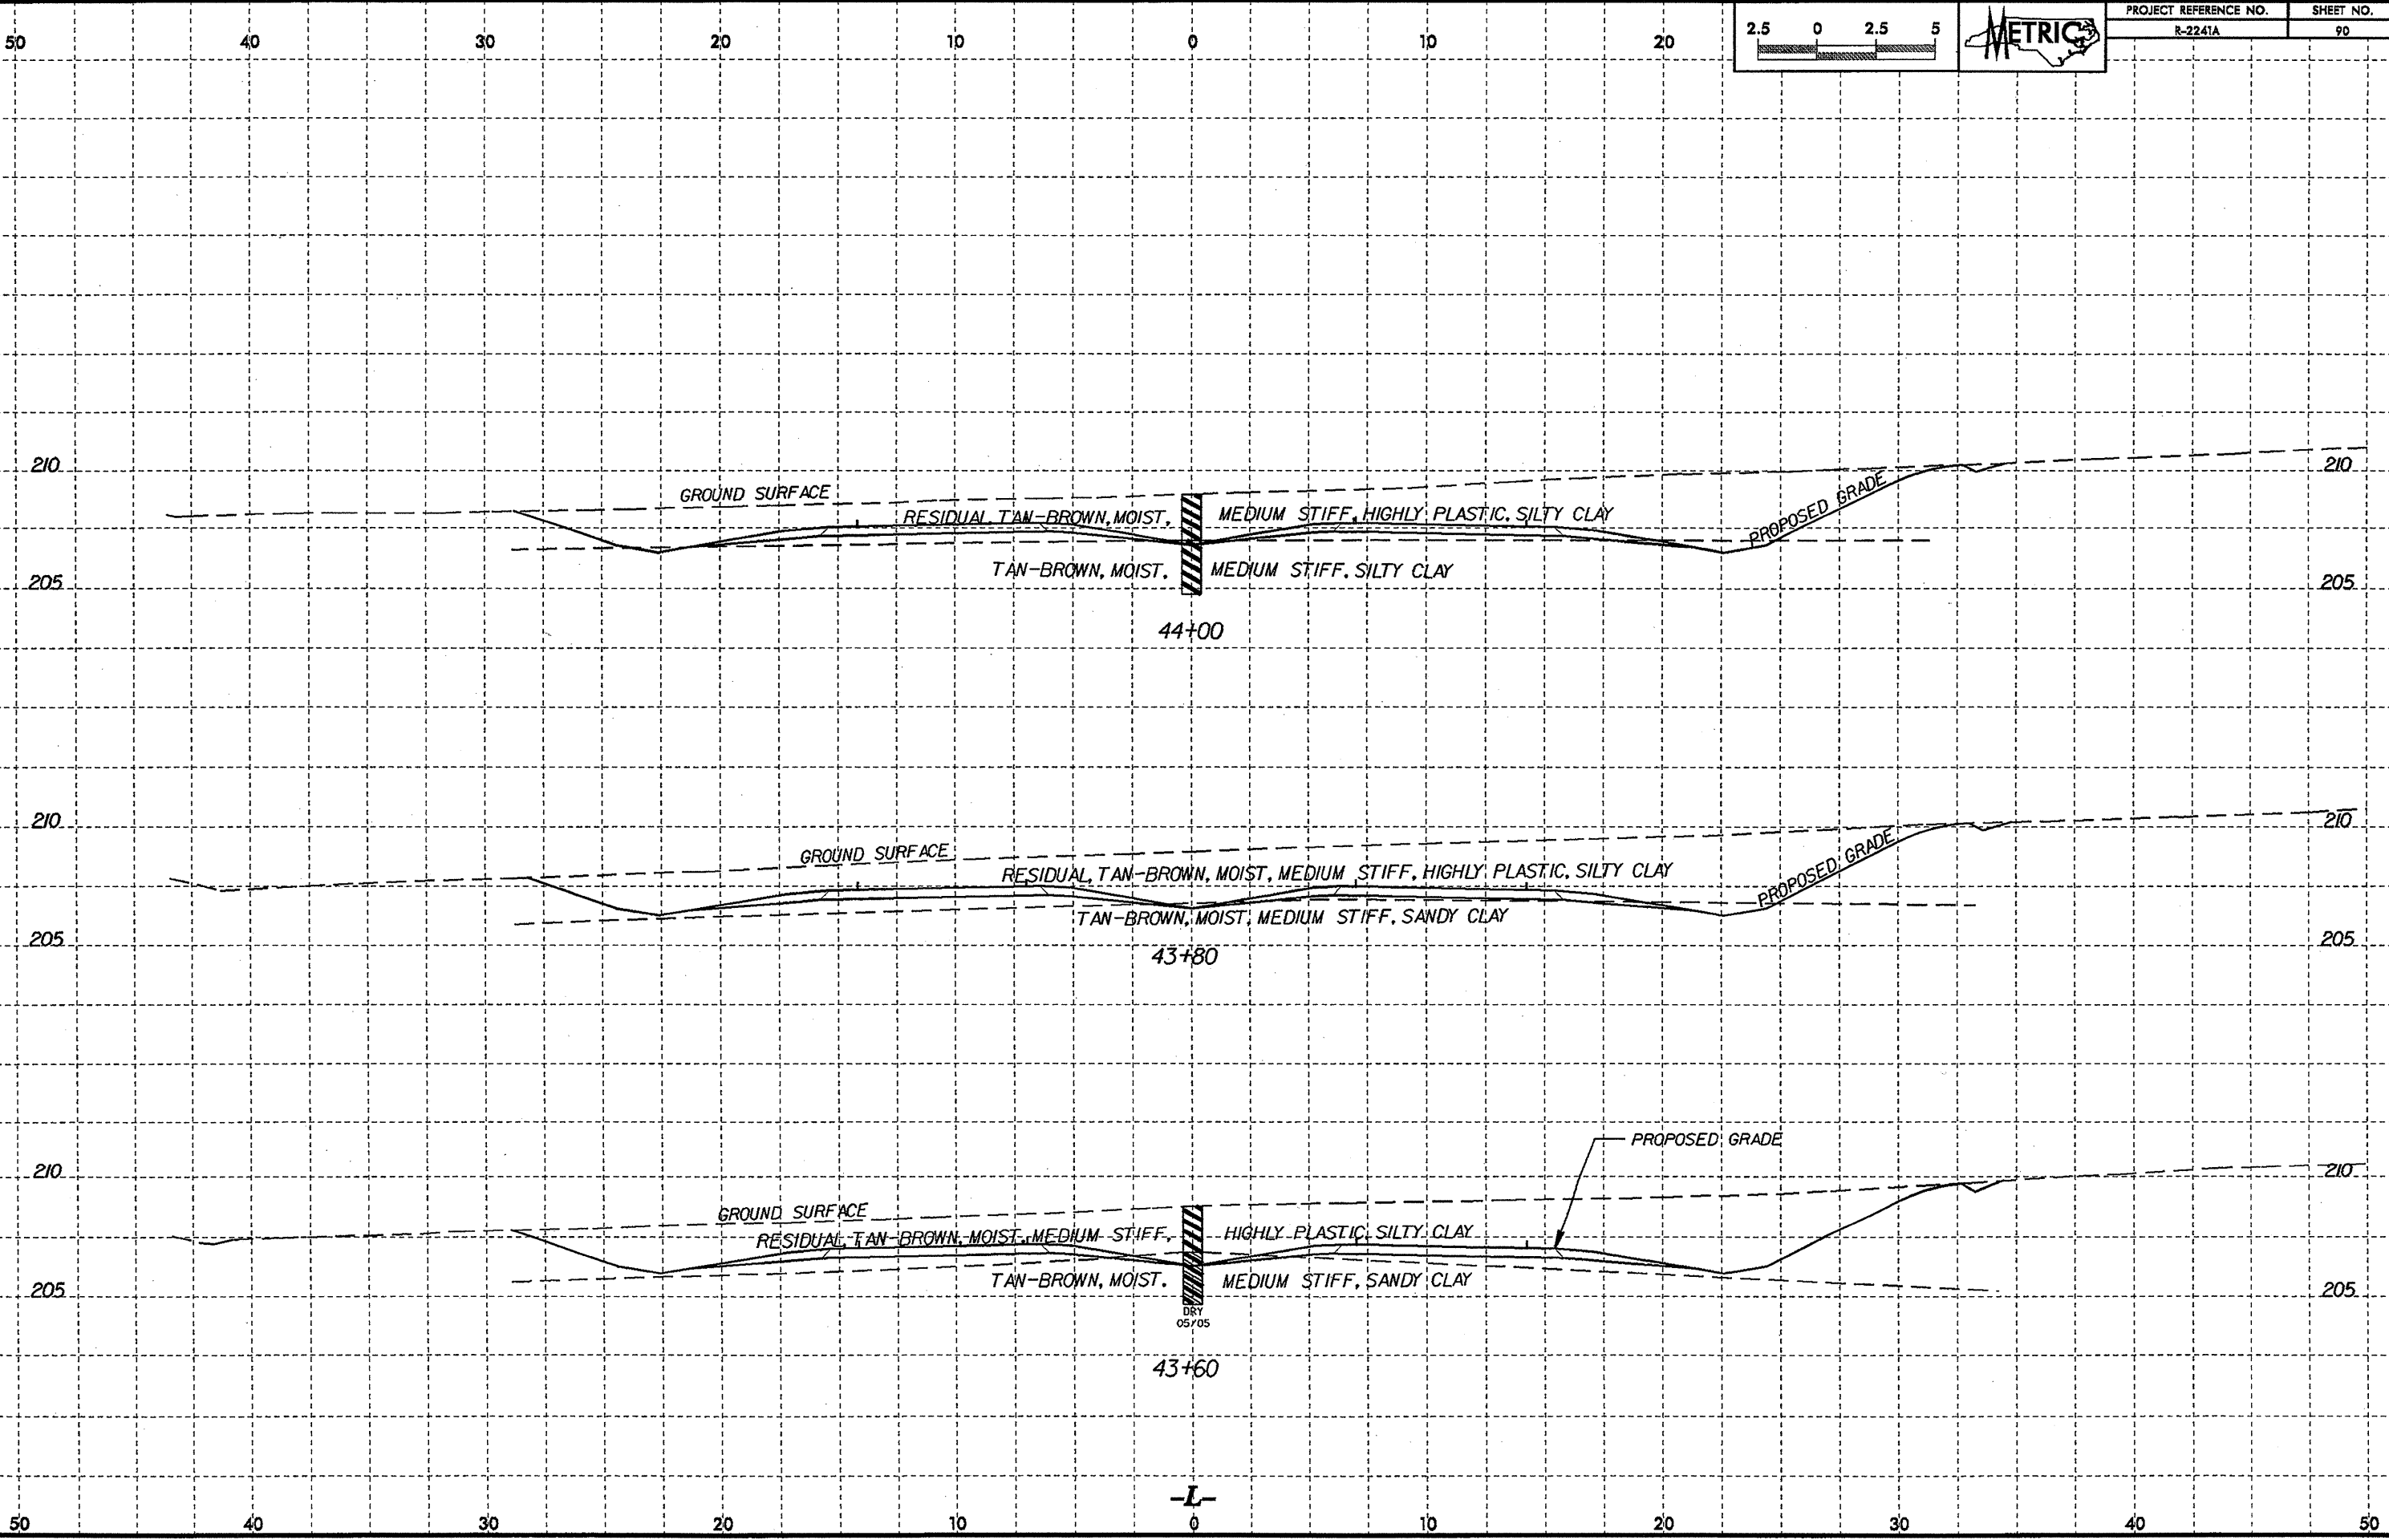 PROJECT REFERENCE NO. SHEET NO.
R-2241A 90
METRIC
2.5 0 2.5 5
50 40 30 20 10 0 10 20
210 210
GROUND SURFACE
PROPOSED GRADE
RESIDUAL, TAN-BROWN, MOIST, MEDIUM STIFF, HIGHLY PLASTIC, SILTY CLAY
TAN-BROWN, MOIST, MEDIUM STIFF, SILTY CLAY
205 205
44+00
210 210
GROUND SURFACE
PROPOSED GRADE
RESIDUAL, TAN-BROWN, MOIST, MEDIUM STIFF, HIGHLY PLASTIC, SILTY CLAY
TAN-BROWN, MOIST, MEDIUM STIFF, SANDY CLAY
205 205
43+80
PROPOSED GRADE
210 210
GROUND SURFACE
RESIDUAL, TAN-BROWN, MOIST, MEDIUM STIFF, HIGHLY PLASTIC, SILTY CLAY
TAN-BROWN, MOIST, MEDIUM STIFF, SANDY CLAY
205 205
DRY
05/05
43+60
-L-
50 40 30 20 10 0 10 20 30 40 50